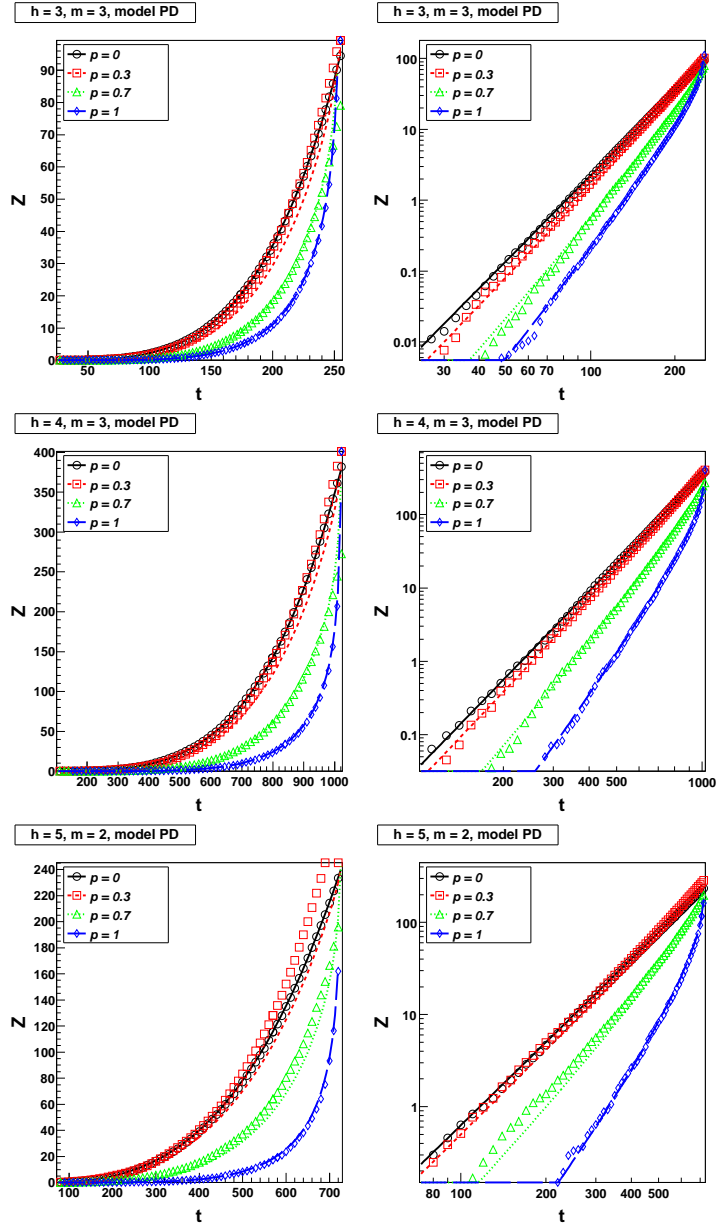 h = 3, m = 3, model PD
Z
90
80
70
60
50
40
30
20
10
0
p = 0
p = 0.3
p = 0.7
p = 1
50 100 150 200 250
t
h = 3, m = 3, model PD
Z
100
10
1
0.1
0.01
p = 0
p = 0.3
p = 0.7
p = 1
30 40 50 60 70 100 200
t
h = 4, m = 3, model PD
Z
400
350
300
250
200
150
100
50
0
p = 0
p = 0.3
p = 0.7
p = 1
200 300 400 500 600 700 800 900 1000
t
h = 4, m = 3, model PD
Z
100
10
1
0.1
p = 0
p = 0.3
p = 0.7
p = 1
200 300 400 500 1000
t
h = 5, m = 2, model PD
Z
240
220
200
180
160
140
120
100
80
60
40
20
0
p = 0
p = 0.3
p = 0.7
p = 1
100 200 300 400 500 600 700
t
h = 5, m = 2, model PD
Z
100
10
1
p = 0
p = 0.3
p = 0.7
p = 1
80 100 200 300 400 500
t